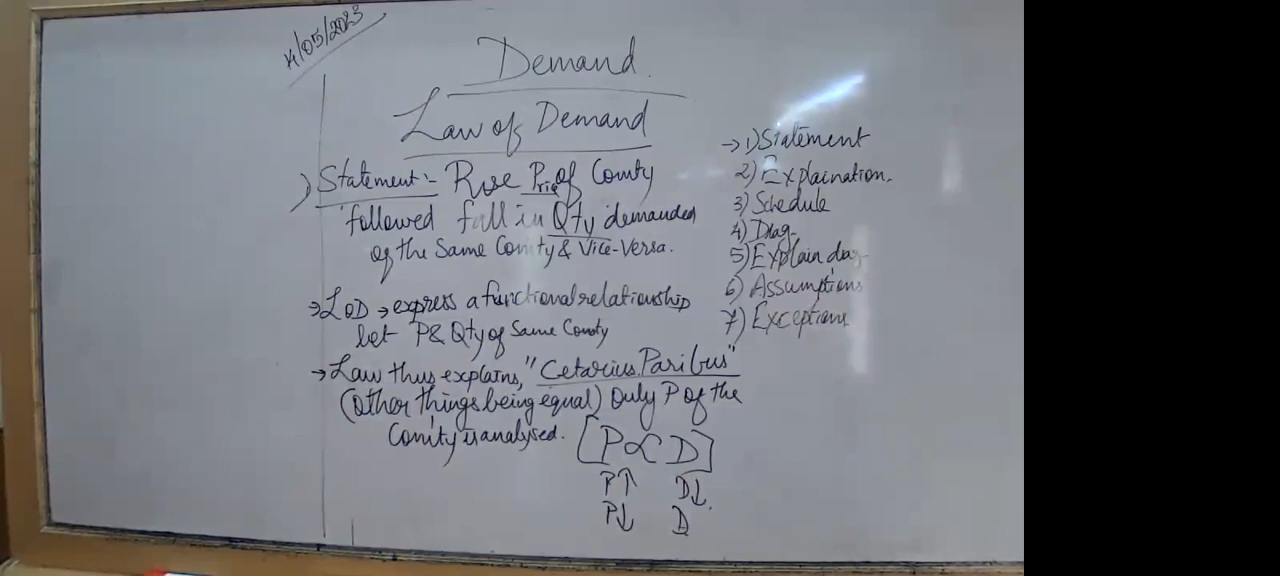 14/05/2023
Demand.
Law of Demand
1) Statement:- Rise Price of Comty
followed fall in Qty demanded
of the Same Comty & Vice-Versa.
→ LOD → express a functional relationship
bet P & Qty of Same Comty
→ Law thus explains, "Cetarius Paribus"
(Other things being equal) Only P of the
Comity is analysed.
[P ∝ D]
P↑ D↓
P↓ D
→ 1) Statement
2) Explaination.
3) Schedule
4) Diag.
5) Explain diag.
6) Assumptions
7) Exceptions